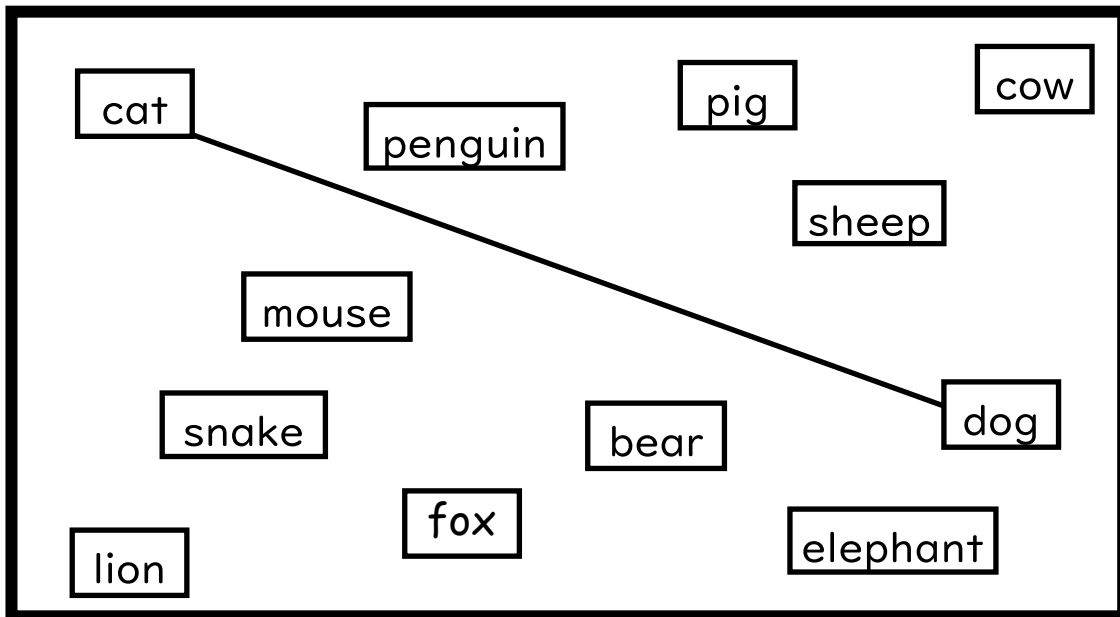 cat
penguin
pig
cow
sheep
mouse
snake
bear
dog
fox
lion
elephant